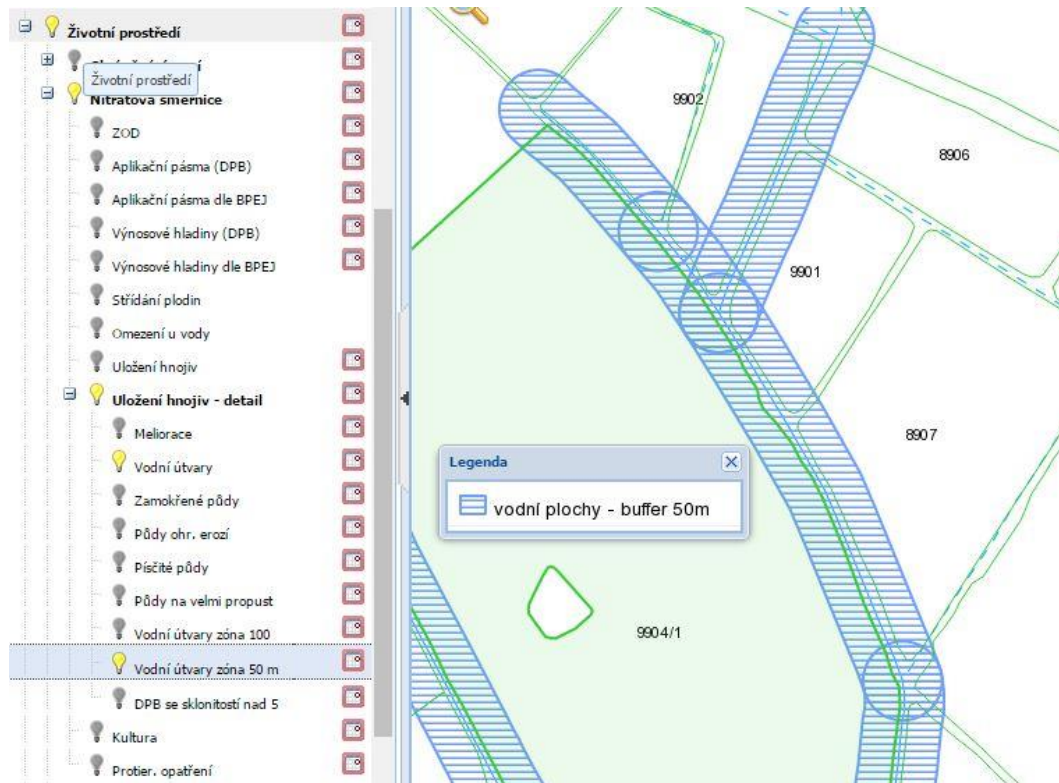 Životní prostředí
Životní prostředí
Nitrátová směrnice
ZOD
Aplikační pásma (DPB)
Aplikační pásma dle BPEJ
Výnosové hladiny (DPB)
Výnosové hladiny dle BPEJ
Střídání plodin
Omezení u vody
Uložení hnojiv
Uložení hnojiv - detail
Meliorace
Vodní útvary
Zamokřené půdy
Půdy ohr. erozí
Písčité půdy
Půdy na velmi propust
Vodní útvary zóna 100
Vodní útvary zóna 50 m
DPB se sklonitostí nad 5
Kultura
Protier. opatření
9902
8906
9901
8907
Legenda
vodní plochy - buffer 50m
9904/1